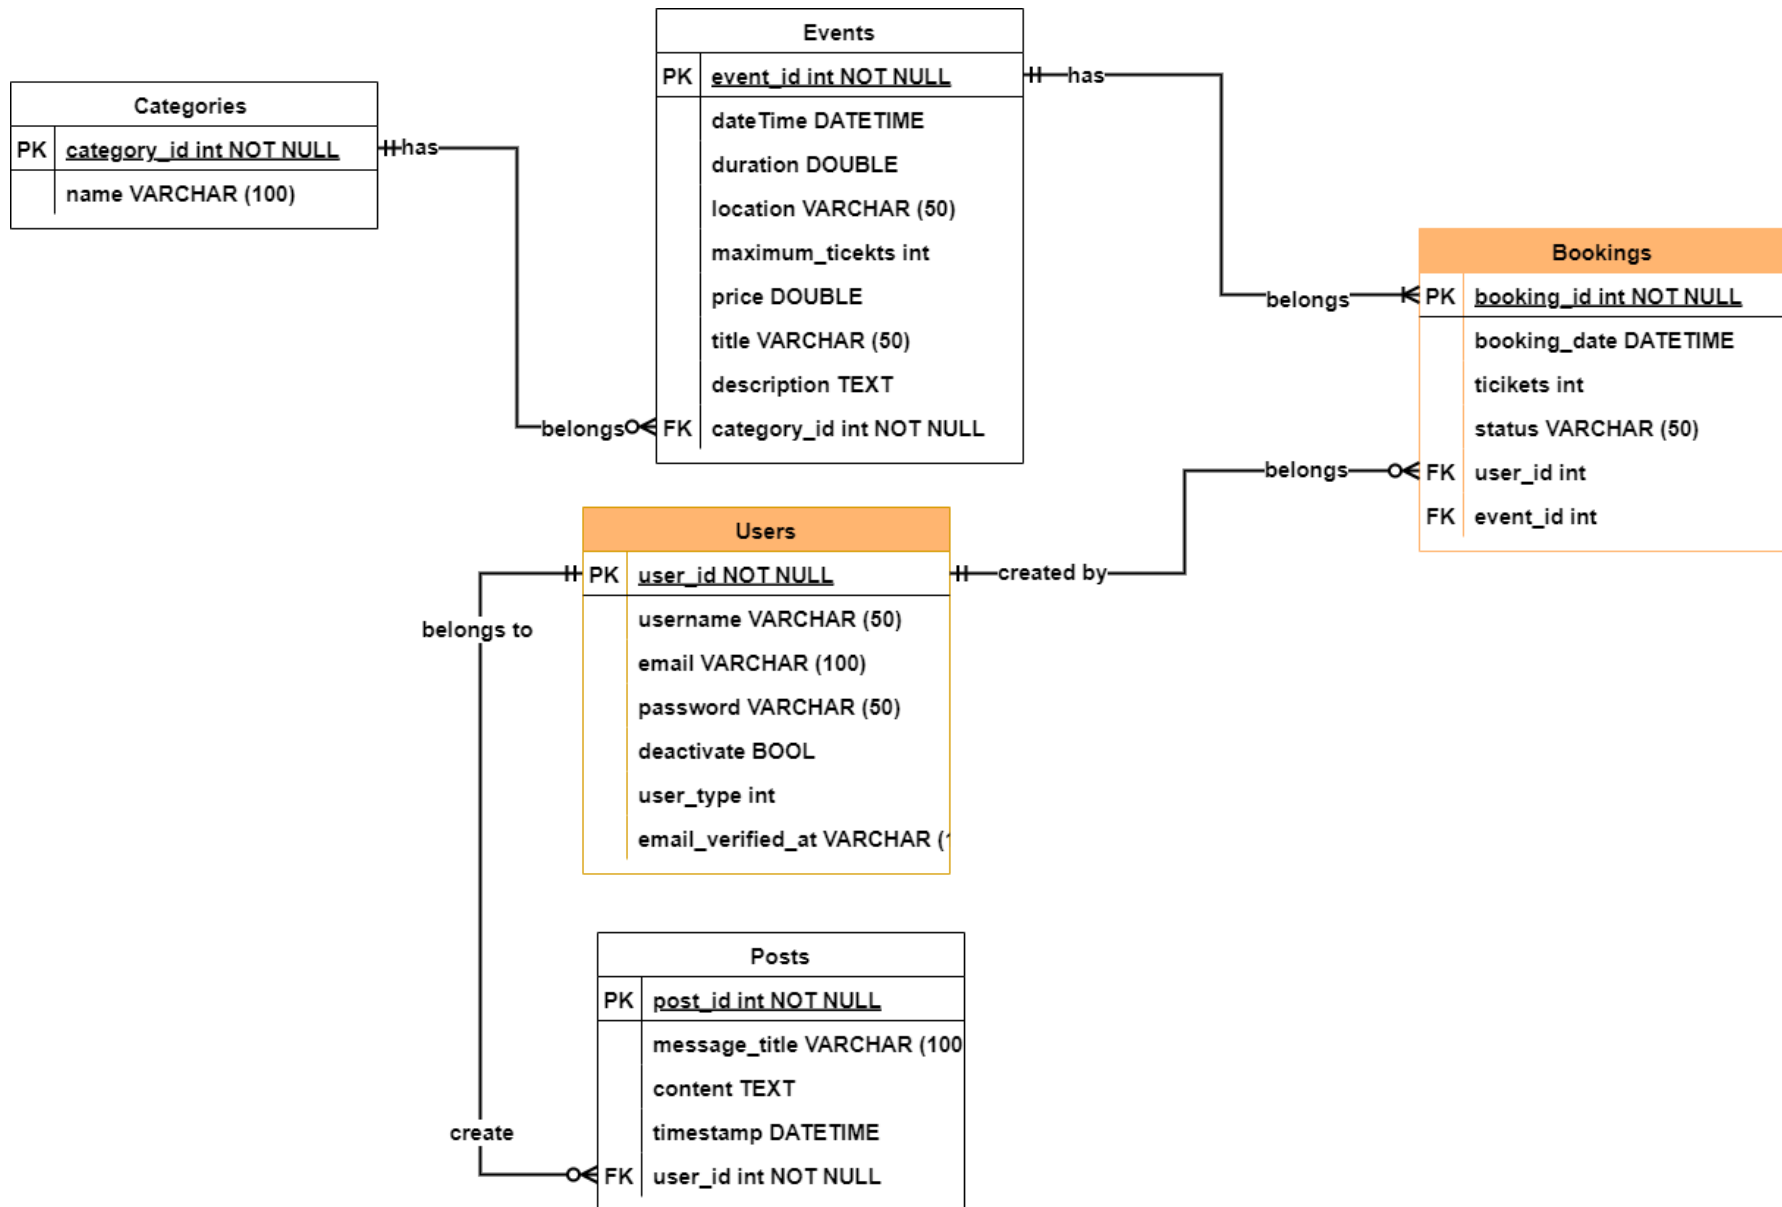 Events
PK event_id int NOT NULL
dateTime DATETIME
duration DOUBLE
location VARCHAR (50)
maximum_ticekts int
price DOUBLE
title VARCHAR (50)
description TEXT
FK category_id int NOT NULL
Categories
PK category_id int NOT NULL
name VARCHAR (100)
has
belongs
has
belongs
Bookings
PK booking_id int NOT NULL
booking_date DATETIME
ticikets int
status VARCHAR (50)
FK user_id int
FK event_id int
belongs
created by
Users
PK user_id NOT NULL
username VARCHAR (50)
email VARCHAR (100)
password VARCHAR (50)
deactivate BOOL
user_type int
email_verified_at VARCHAR (
belongs to
create
Posts
PK post_id int NOT NULL
message_title VARCHAR (100
content TEXT
timestamp DATETIME
FK user_id int NOT NULL